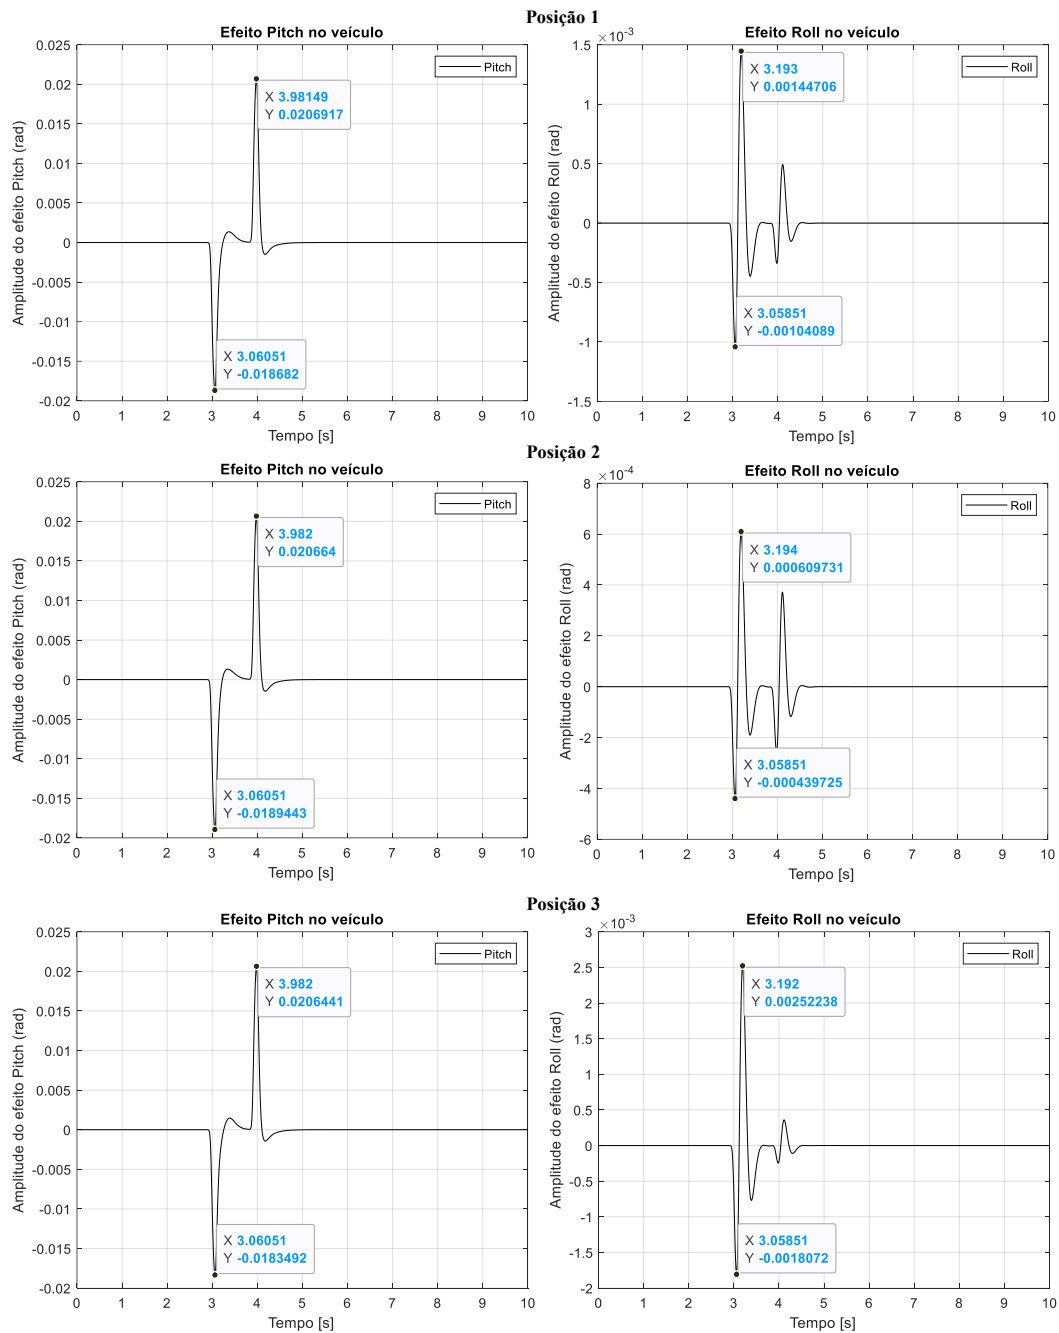 Posição 1
Efeito Pitch no veículo
Pitch
X 3.98149
Y 0.0206917
X 3.06051
Y -0.018682
0.025
0.02
0.015
0.01
0.005
0
-0.005
-0.01
-0.015
-0.02
0 1 2 3 4 5 6 7 8 9 10
Amplitude do efeito Pitch (rad)
Tempo [s]
Efeito Roll no veículo
×10-3
Roll
X 3.193
Y 0.00144706
X 3.05851
Y -0.00104089
1.5
1
0.5
0
-0.5
-1
-1.5
0 1 2 3 4 5 6 7 8 9 10
Amplitude do efeito Roll (rad)
Tempo [s]
Posição 2
Efeito Pitch no veículo
Pitch
X 3.982
Y 0.020664
X 3.06051
Y -0.0189443
0.025
0.02
0.015
0.01
0.005
0
-0.005
-0.01
-0.015
-0.02
0 1 2 3 4 5 6 7 8 9 10
Amplitude do efeito Pitch (rad)
Tempo [s]
Efeito Roll no veículo
×10-4
Roll
X 3.194
Y 0.000609731
X 3.05851
Y -0.000439725
8
6
4
2
0
-2
-4
-6
0 1 2 3 4 5 6 7 8 9 10
Amplitude do efeito Roll (rad)
Tempo [s]
Posição 3
Efeito Pitch no veículo
Pitch
X 3.982
Y 0.0206441
X 3.06051
Y -0.0183492
0.025
0.02
0.015
0.01
0.005
0
-0.005
-0.01
-0.015
-0.02
0 1 2 3 4 5 6 7 8 9 10
Amplitude do efeito Pitch (rad)
Tempo [s]
Efeito Roll no veículo
×10-3
Roll
X 3.192
Y 0.00252238
X 3.05851
Y -0.0018072
3
2.5
2
1.5
1
0.5
0
-0.5
-1
-1.5
-2
0 1 2 3 4 5 6 7 8 9 10
Amplitude do efeito Roll (rad)
Tempo [s]